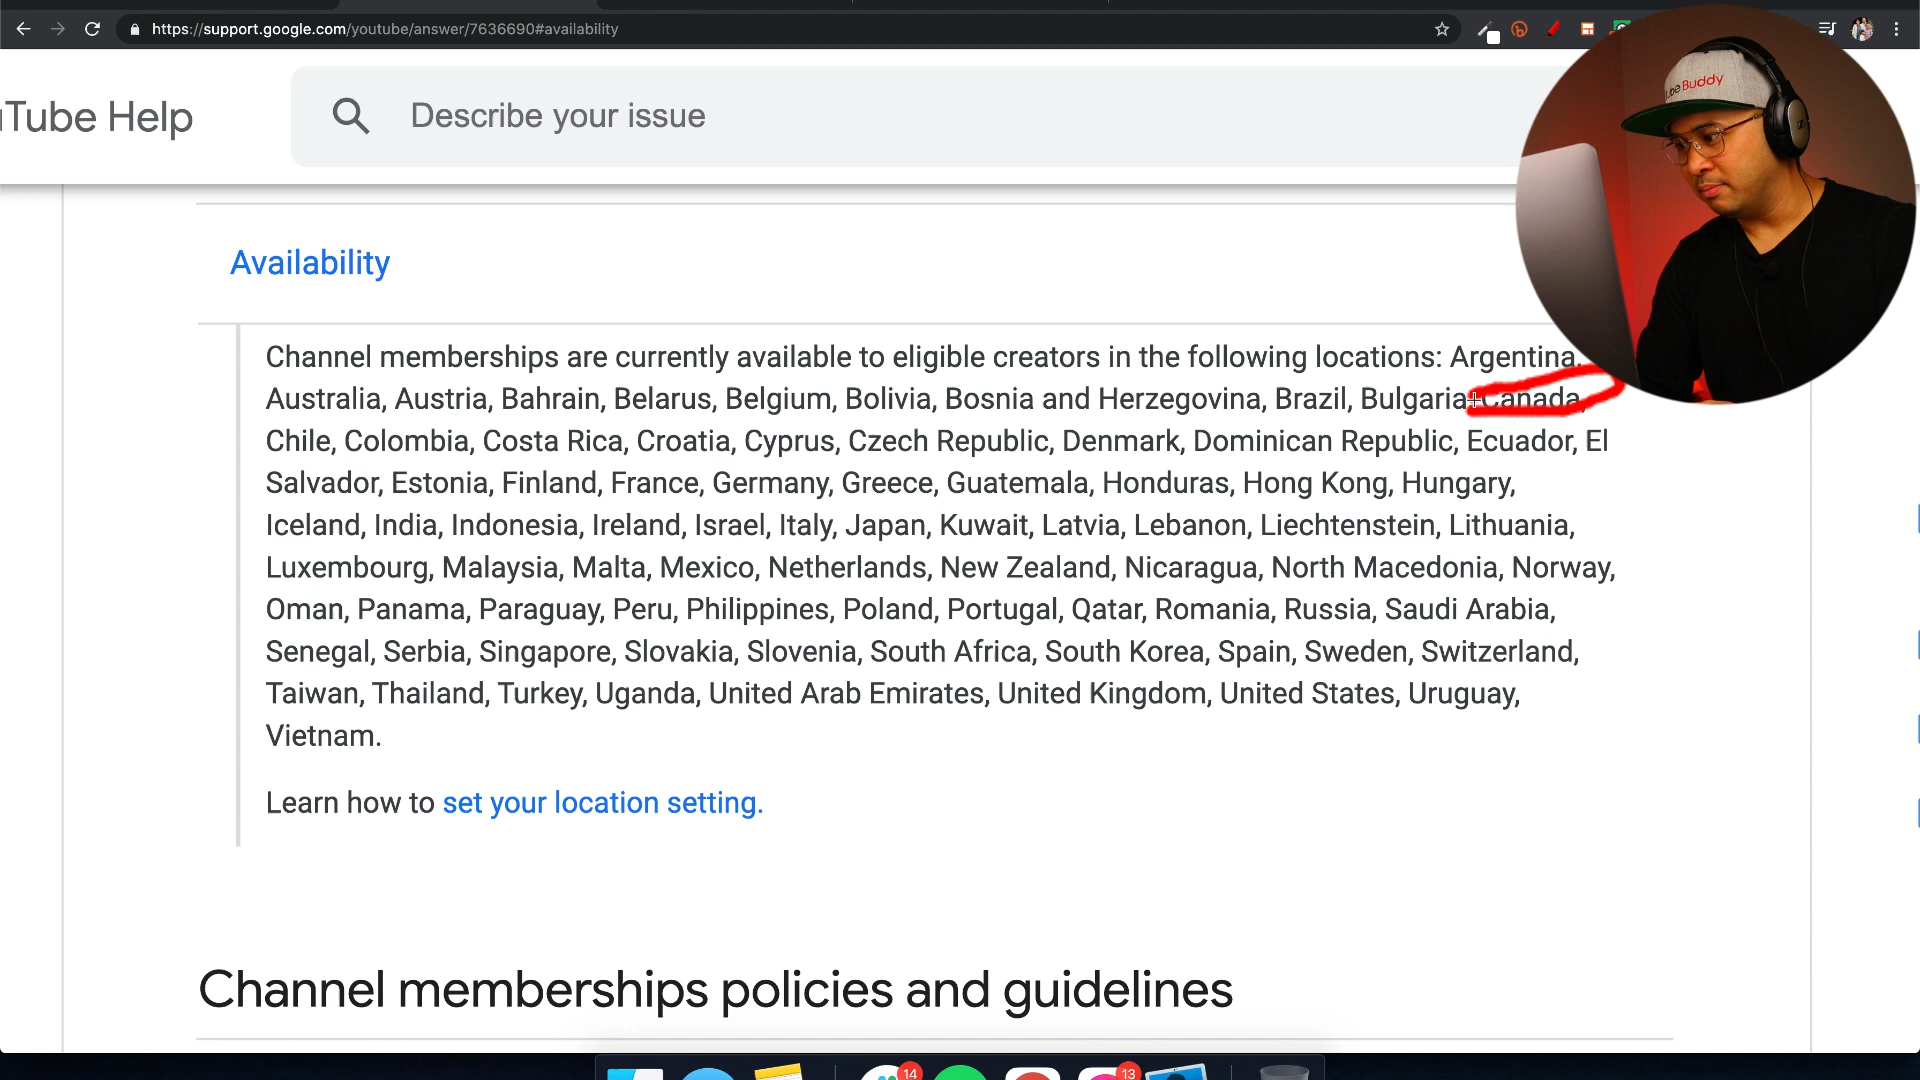 https://support.google.com/youtube/answer/7636690#availability
Tube Help
Describe your issue
Buddy
Availability
Channel memberships are currently available to eligible creators in the following locations: Argentina,
Australia, Austria, Bahrain, Belarus, Belgium, Bolivia, Bosnia and Herzegovina, Brazil, Bulgaria, Canada,
Chile, Colombia, Costa Rica, Croatia, Cyprus, Czech Republic, Denmark, Dominican Republic, Ecuador, El
Salvador, Estonia, Finland, France, Germany, Greece, Guatemala, Honduras, Hong Kong, Hungary,
Iceland, India, Indonesia, Ireland, Israel, Italy, Japan, Kuwait, Latvia, Lebanon, Liechtenstein, Lithuania,
Luxembourg, Malaysia, Malta, Mexico, Netherlands, New Zealand, Nicaragua, North Macedonia, Norway,
Oman, Panama, Paraguay, Peru, Philippines, Poland, Portugal, Qatar, Romania, Russia, Saudi Arabia,
Senegal, Serbia, Singapore, Slovakia, Slovenia, South Africa, South Korea, Spain, Sweden, Switzerland,
Taiwan, Thailand, Turkey, Uganda, United Arab Emirates, United Kingdom, United States, Uruguay,
Vietnam.
Learn how to set your location setting.
Channel memberships policies and guidelines
14
13